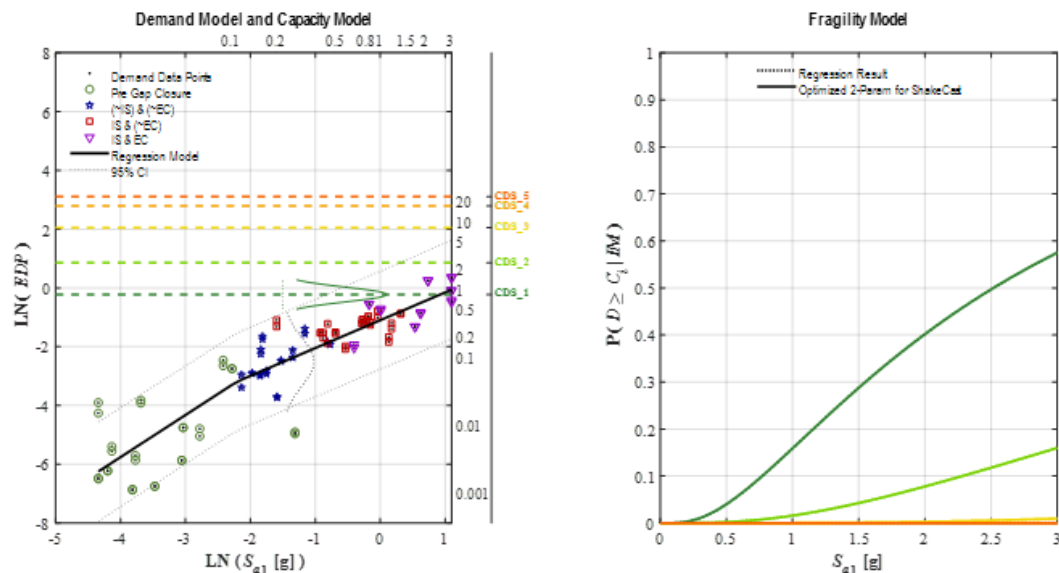 Demand Model and Capacity Model
0.1 0.2 0.5 0.8 1 1.5 2 3
8
6
4
2
0
-2
-4
-6
-8
LN(EDP)
Demand Data Points
Pre Gap Closure
(~IS) & (~EC)
IS & (~EC)
IS & EC
Regression Model
95% CI
20
10
5
2
1
0.5
0.2
0.1
0.01
0.001
CDS_5
CDS_4
CDS_3
CDS_2
CDS_1
-5 -4 -3 -2 -1 0 1
LN (Sa1 [g])
Fragility Model
1
0.9
0.8
0.7
0.6
0.5
0.4
0.3
0.2
0.1
0
P(D ≥ Ci | IM)
Regression Result
Optimized 2-Param for ShakeCast
0 0.5 1 1.5 2 2.5 3
Sa1 [g]